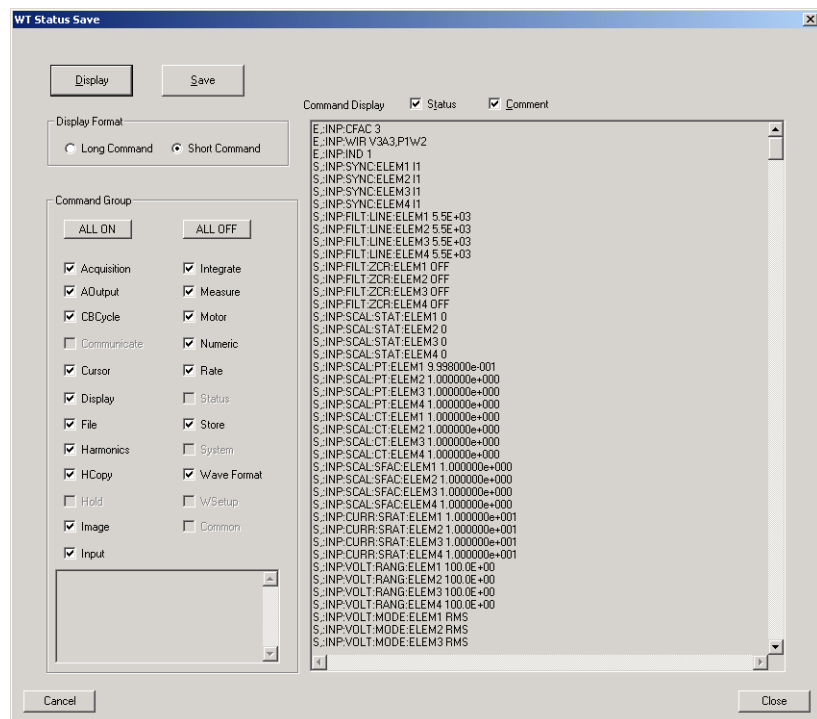 WT Status Save
Display
Save
Command Display
Status
Comment
Display Format
Long Command
Short Command
Command Group
ALL ON
ALL OFF
Acquisition
Integrate
AOutput
Measure
CBCycle
Motor
Communicate
Numeric
Cursor
Rate
Display
Status
File
Store
Harmonics
System
HCopy
Wave Format
Hold
WSetup
Image
Common
Input
E,:INP:CFAC 3
E,:INP:WIR V3A3,P1W2
E,:INP:IND 1
S,:INP:SYNC:ELEM1 I1
S,:INP:SYNC:ELEM2 I1
S,:INP:SYNC:ELEM3 I1
S,:INP:SYNC:ELEM4 I1
S,:INP:FILT:LINE:ELEM1 5.5E+03
S,:INP:FILT:LINE:ELEM2 5.5E+03
S,:INP:FILT:LINE:ELEM3 5.5E+03
S,:INP:FILT:LINE:ELEM4 5.5E+03
S,:INP:FILT:ZCR:ELEM1 OFF
S,:INP:FILT:ZCR:ELEM2 OFF
S,:INP:FILT:ZCR:ELEM3 OFF
S,:INP:FILT:ZCR:ELEM4 OFF
S,:INP:SCAL:STAT:ELEM1 0
S,:INP:SCAL:STAT:ELEM2 0
S,:INP:SCAL:STAT:ELEM3 0
S,:INP:SCAL:STAT:ELEM4 0
S,:INP:SCAL:PT:ELEM1 9.998000e-001
S,:INP:SCAL:PT:ELEM2 1.000000e+000
S,:INP:SCAL:PT:ELEM3 1.000000e+000
S,:INP:SCAL:PT:ELEM4 1.000000e+000
S,:INP:SCAL:CT:ELEM1 1.000000e+000
S,:INP:SCAL:CT:ELEM2 1.000000e+000
S,:INP:SCAL:CT:ELEM3 1.000000e+000
S,:INP:SCAL:CT:ELEM4 1.000000e+000
S,:INP:SCAL:SFAC:ELEM1 1.000000e+000
S,:INP:SCAL:SFAC:ELEM2 1.000000e+000
S,:INP:SCAL:SFAC:ELEM3 1.000000e+000
S,:INP:SCAL:SFAC:ELEM4 1.000000e+000
S,:INP:CURR:SRAT:ELEM1 1.000000e+001
S,:INP:CURR:SRAT:ELEM2 1.000000e+001
S,:INP:CURR:SRAT:ELEM3 1.000000e+001
S,:INP:CURR:SRAT:ELEM4 1.000000e+001
S,:INP:VOLT:RANG:ELEM1 100.0E+00
S,:INP:VOLT:RANG:ELEM2 100.0E+00
S,:INP:VOLT:RANG:ELEM3 100.0E+00
S,:INP:VOLT:RANG:ELEM4 100.0E+00
S,:INP:VOLT:MODE:ELEM1 RMS
S,:INP:VOLT:MODE:ELEM2 RMS
S,:INP:VOLT:MODE:ELEM3 RMS
Cancel
Close